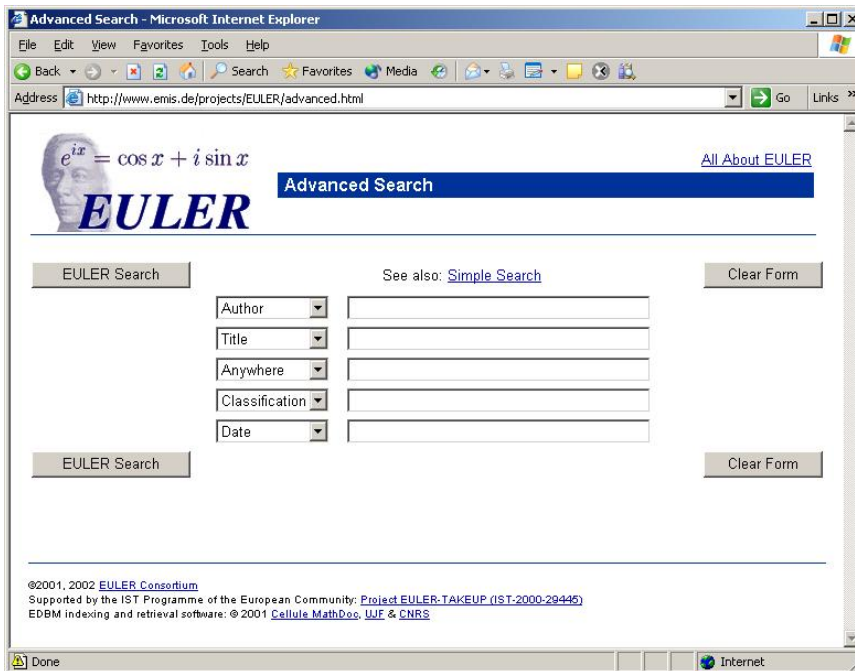 Advanced Search - Microsoft Internet Explorer
File Edit View Favorites Tools Help
Back Search Favorites Media
Address http://www.emis.de/projects/EULER/advanced.html Go Links »
e^{ix} = cos x + i sin x
All About EULER
Advanced Search
EULER
EULER Search See also: Simple Search Clear Form
Author
Title
Anywhere
Classification
Date
EULER Search Clear Form
©2001, 2002 EULER Consortium
Supported by the IST Programme of the European Community: Project EULER-TAKEUP (IST-2000-29445)
EDBM indexing and retrieval software: © 2001 Cellule MathDoc, UJF & CNRS
Done Internet